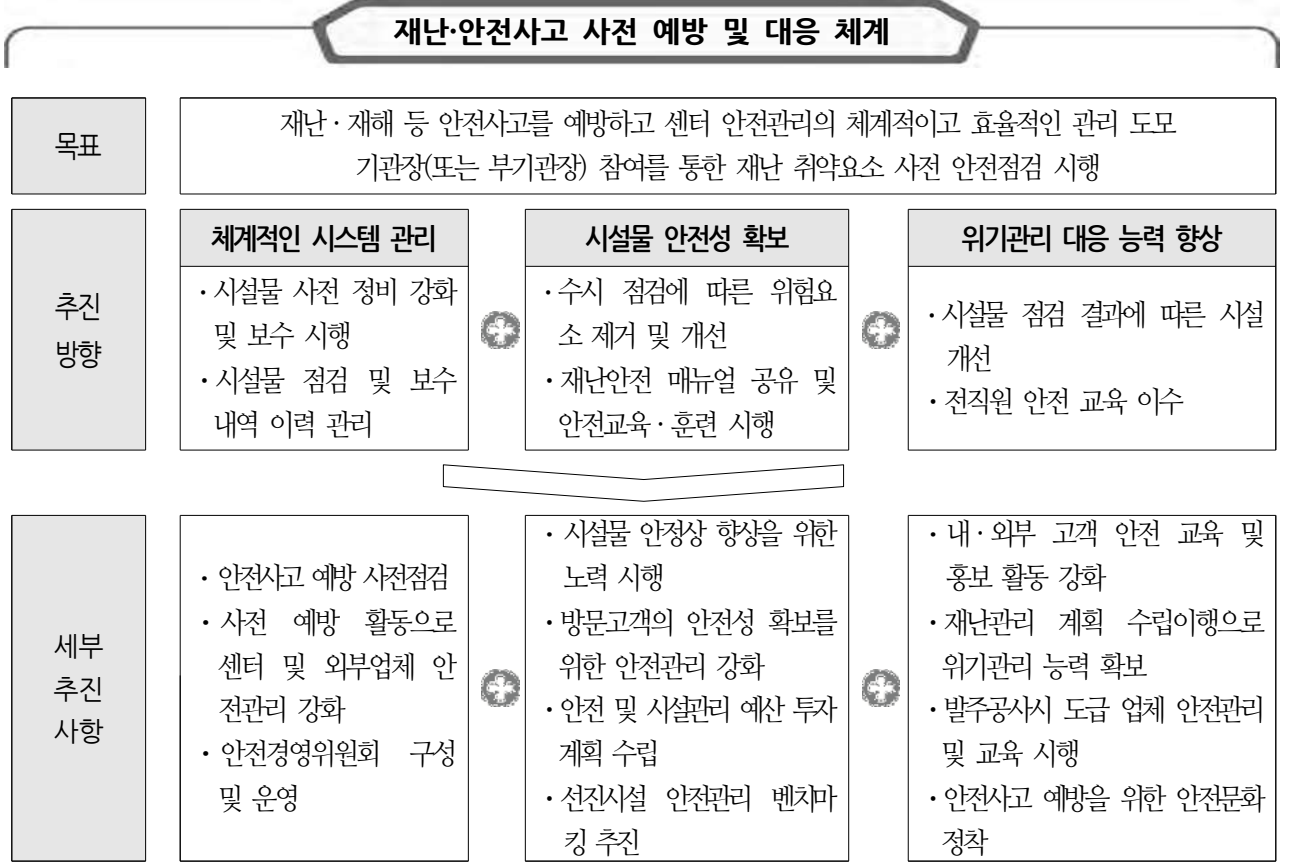 재난·안전사고 사전 예방 및 대응 체계
목표
재난·재해 등 안전사고를 예방하고 센터 안전관리의 체계적이고 효율적인 관리 도모
기관장(또는 부기관장) 참여를 통한 재난 취약요소 사전 안전점검 시행
추진
방향
체계적인 시스템 관리
·시설물 사전 정비 강화
및 보수 시행
·시설물 점검 및 보수
내역 이력 관리
시설물 안전성 확보
·수시 점검에 따른 위험요
소 제거 및 개선
·재난안전 매뉴얼 공유 및
안전교육·훈련 시행
위기관리 대응 능력 향상
·시설물 점검 결과에 따른 시설
개선
·전직원 안전 교육 이수
세부
추진
사항
·안전사고 예방 사전점검
·사전 예방 활동으로
센터 및 외부업체 안
전관리 강화
·안전경영위원회 구성
및 운영
·시설물 안정상 향상을 위한
노력 시행
·방문고객의 안전성 확보를
위한 안전관리 강화
·안전 및 시설관리 예산 투자
계획 수립
·선진시설 안전관리 벤치마
킹 추진
·내·외부 고객 안전 교육 및
홍보 활동 강화
·재난관리 계획 수립이행으로
위기관리 능력 확보
·발주공사시 도급 업체 안전관리
및 교육 시행
·안전사고 예방을 위한 안전문화
정착